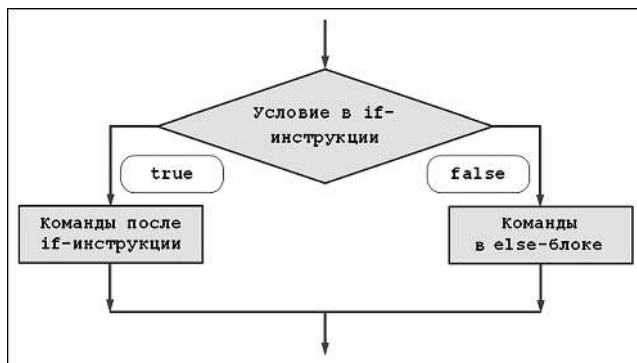 Условие в if-
инструкции
true
false
Команды после
if-инструкции
Команды
в else-блоке